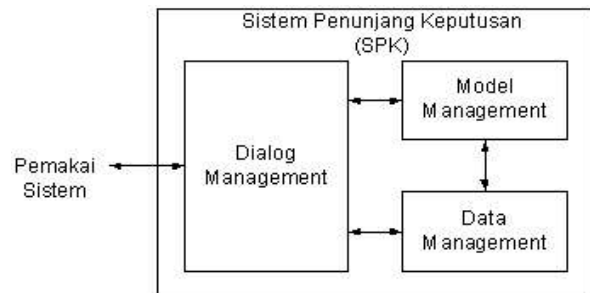 Sistem Penunjang Keputusan
(SPK)
Pemakai
Sistem
Dialog
Management
Model
Management
Data
Management